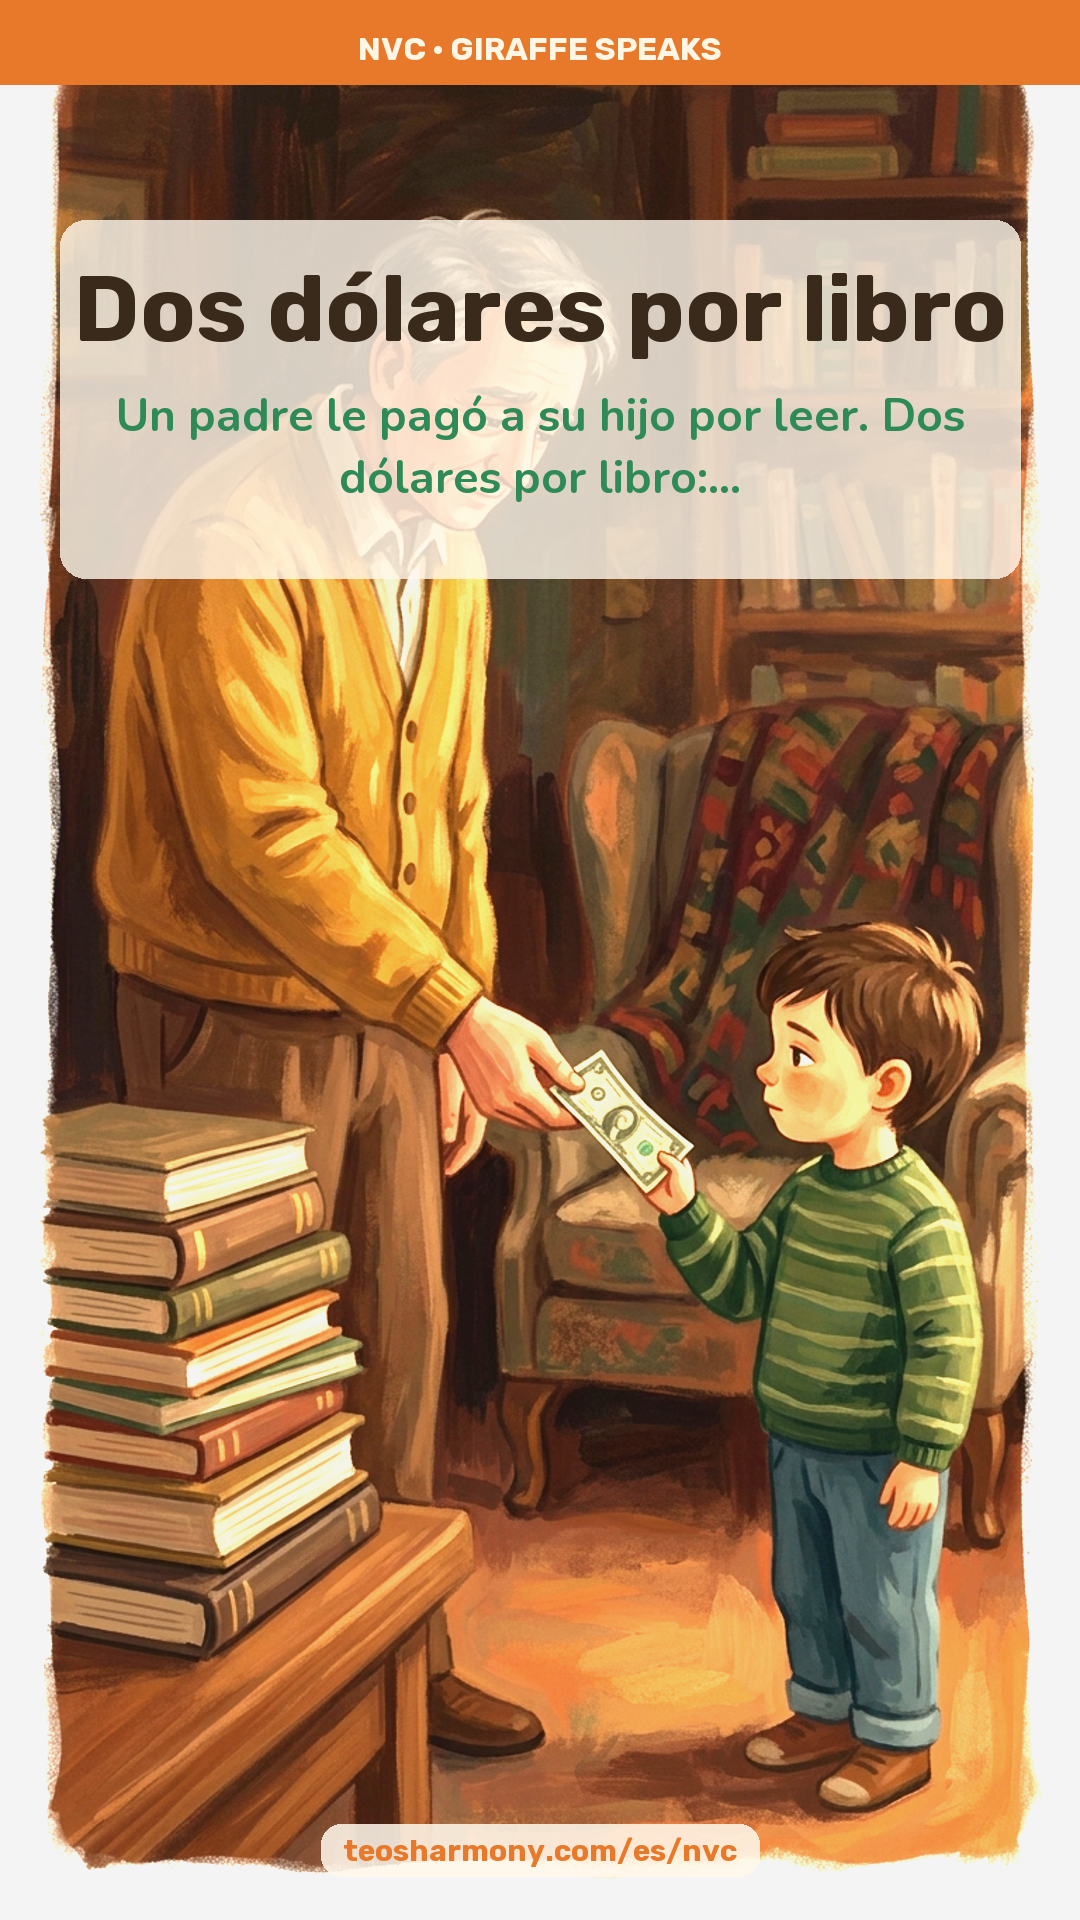 NVC • GIRAFFE SPEAKS
Dos dólares por libro
Un padre le pagó a su hijo por leer. Dos
dólares por libro:...
teosharmony.com/es/nvc